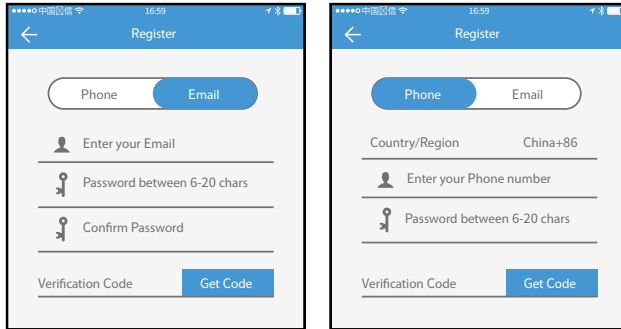 中国 信 16:59
Register
Phone Email
Enter your Email
Password between 6-20 chars
Confirm Password
Verification Code Get Code
中国 信 16:59
Register
Phone Email
Country/Region China+86
Enter your Phone number
Password between 6-20 chars
Verification Code Get Code